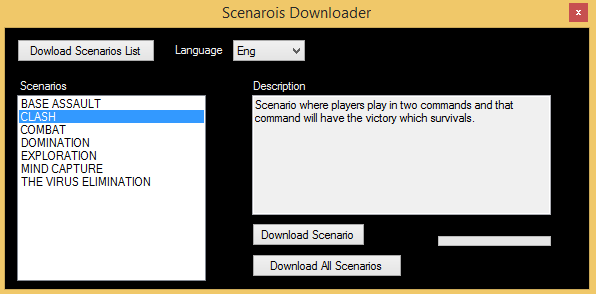 Scenarois Downloader
x
Dowload Scenarios List
Language
Eng
Scenarios
BASE ASSAULT
CLASH
COMBAT
DOMINATION
EXPLORATION
MIND CAPTURE
THE VIRUS ELIMINATION
Description
Scenario where players play in two commands and that
command will have the victory which survivals.
Download Scenario
Download All Scenarios